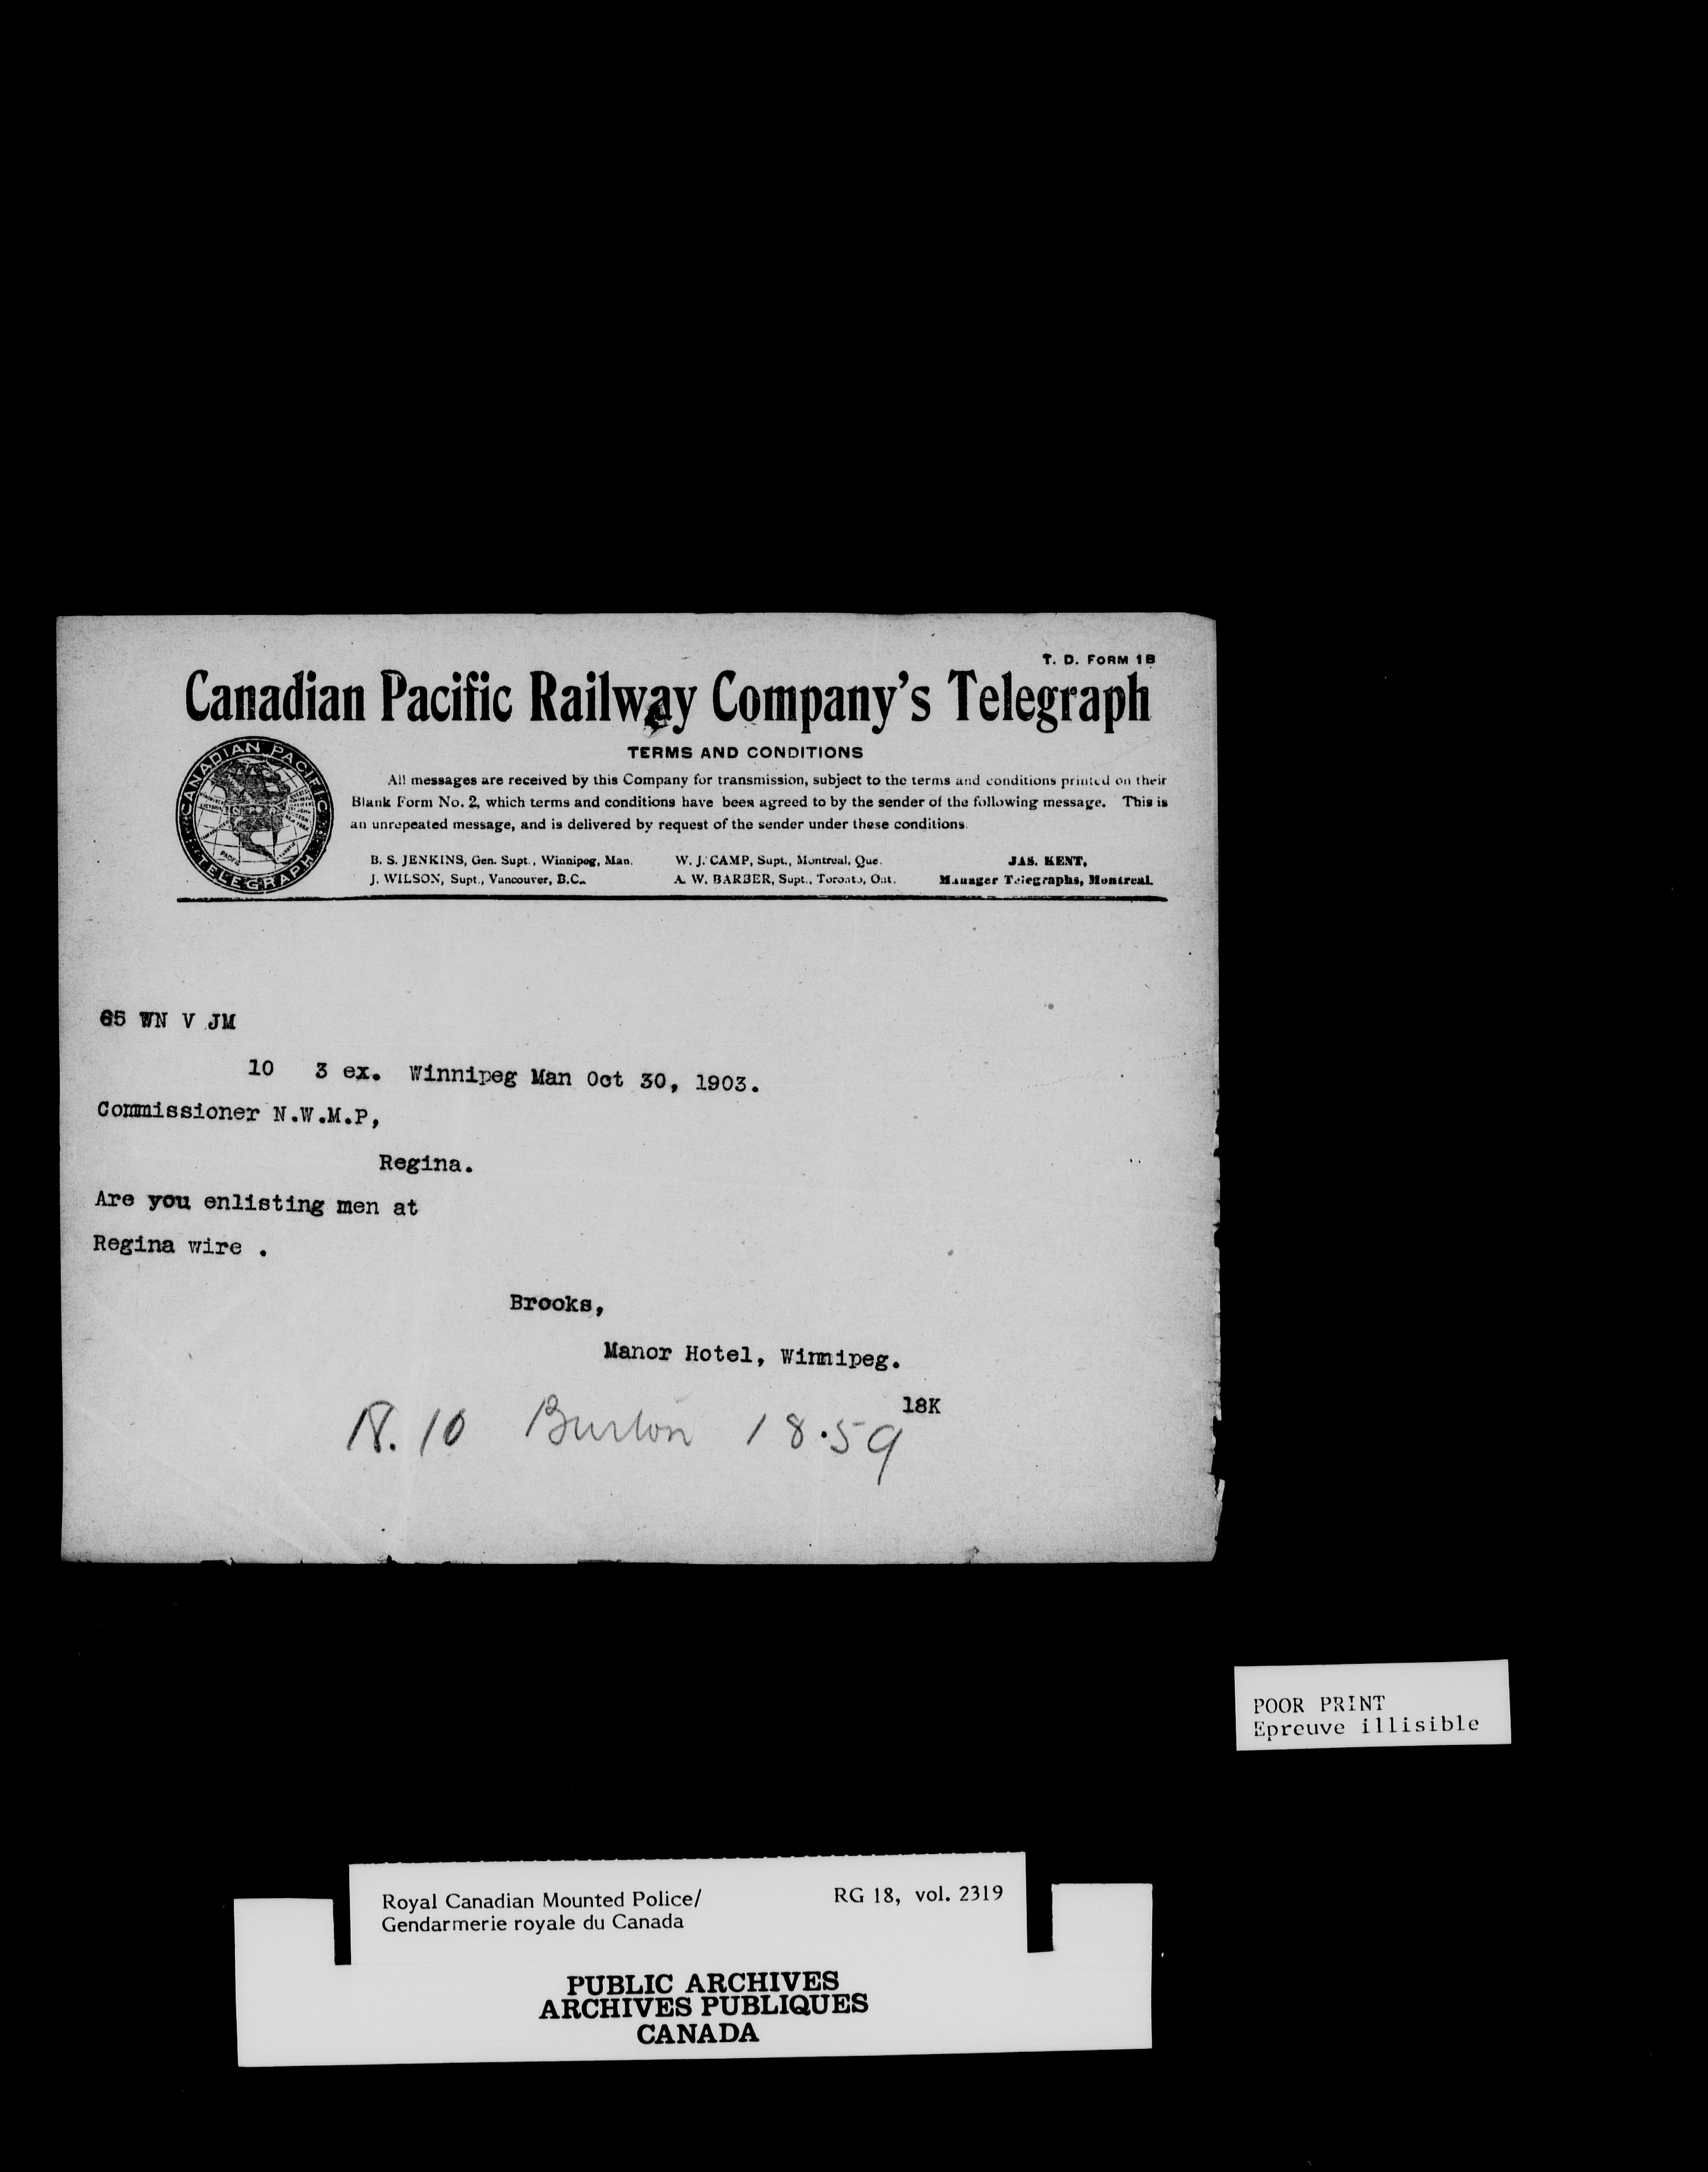 T. D. FORM 1B
Canadian Pacific Railway Company's Telegraph
TERMS AND CONDITIONS
CANADIAN PACIFIC
TELEGRAPH
All messages are received by this Company for transmission, subject to the terms and conditions printed on their
Blank Form No. 2, which terms and conditions have been agreed to by the sender of the following message. This is
an unrepeated message, and is delivered by request of the sender under these conditions.
B. S. JENKINS, Gen. Supt., Winnipeg, Man. W. J. CAMP, Supt., Montreal, Que. JAS. KENT,
J. WILSON, Supt., Vancouver, B.C. A. W. BARBER, Supt., Toronto, Ont. Manager Telegraphs, Montreal.
65 WN V JM
10 3 ex. Winnipeg Man Oct 30, 1903.
Commissioner N.W.M.P,
Regina.
Are you enlisting men at
Regina wire .
Brooks,
Manor Hotel, Winnipeg.
18K
10 Burton 18.59
POOR PRINT
Epreuve illisible
Royal Canadian Mounted Police/ RG 18, vol. 2319
Gendarmerie royale du Canada
PUBLIC ARCHIVES
ARCHIVES PUBLIQUES
CANADA